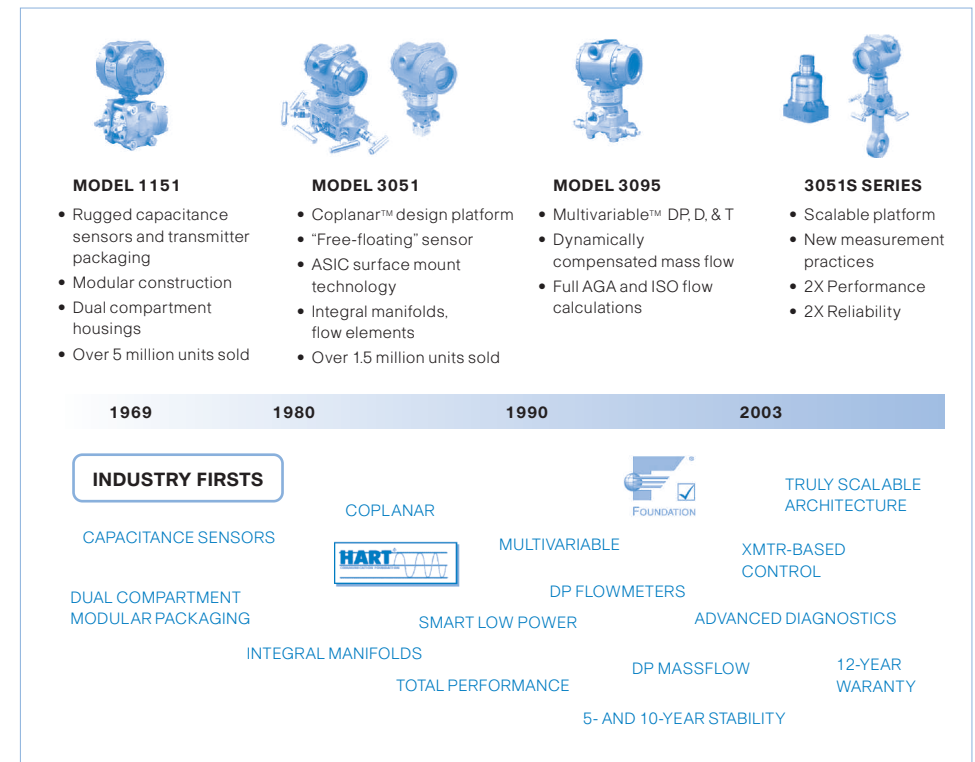 MODEL 1151
• Rugged capacitance
sensors and transmitter
packaging
• Modular construction
• Dual compartment
housings
• Over 5 million units sold
MODEL 3051
• Coplanar™ design platform
• “Free-floating” sensor
• ASIC surface mount
technology
• Integral manifolds,
flow elements
• Over 1.5 million units sold
MODEL 3095
• Multivariable™ DP, D, & T
• Dynamically
compensated mass flow
• Full AGA and ISO flow
calculations
3051S SERIES
• Scalable platform
• New measurement
practices
• 2X Performance
• 2X Reliability
1969 1980 1990 2003
INDUSTRY FIRSTS
CAPACITANCE SENSORS
DUAL COMPARTMENT
MODULAR PACKAGING
COPLANAR
HART®
INTEGRAL MANIFOLDS
SMART LOW POWER
TOTAL PERFORMANCE
MULTIVARIABLE
FOUNDATION
DP FLOWMETERS
DP MASSFLOW
5- AND 10-YEAR STABILITY
TRULY SCALABLE
ARCHITECTURE
XMTR-BASED
CONTROL
ADVANCED DIAGNOSTICS
12-YEAR
WARANTY